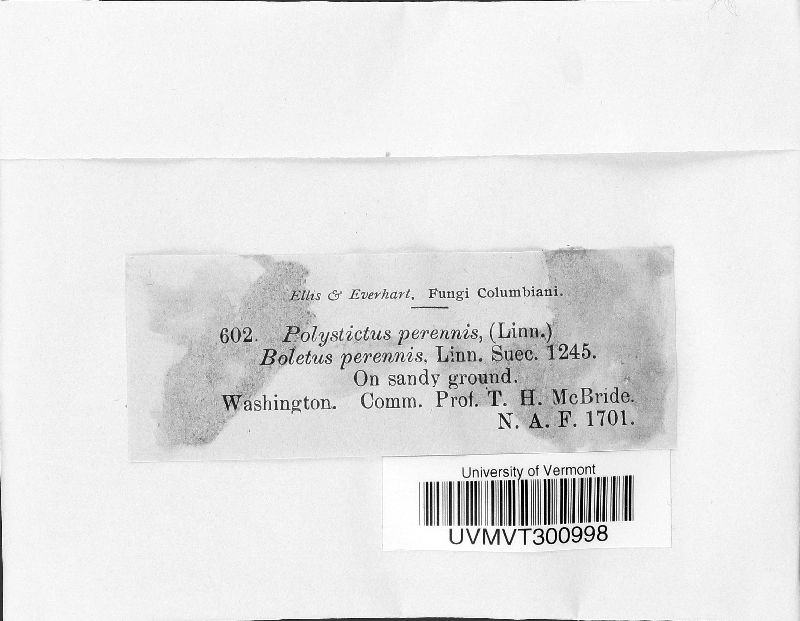 Ellis & Everhart, Fungi Columbiani.
602. Polystictus perennis, (Linn.)
Boletus perennis, Linn. Suec. 1245.
On sandy ground.
Washington. Comm. Prof. T. H. McBride.
N. A. F. 1701.
University of Vermont
UVMVT300998